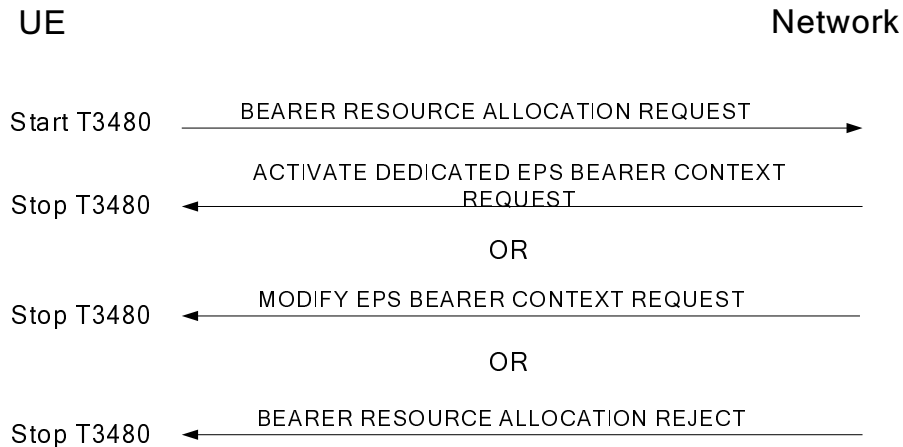 UE
Network
Start T3480
BEARER RESOURCE ALLOCATION REQUEST
ACTIVATE DEDICATED EPS BEARER CONTEXT
REQUEST
Stop T3480
OR
MODIFY EPS BEARER CONTEXT REQUEST
Stop T3480
OR
BEARER RESOURCE ALLOCATION REJECT
Stop T3480